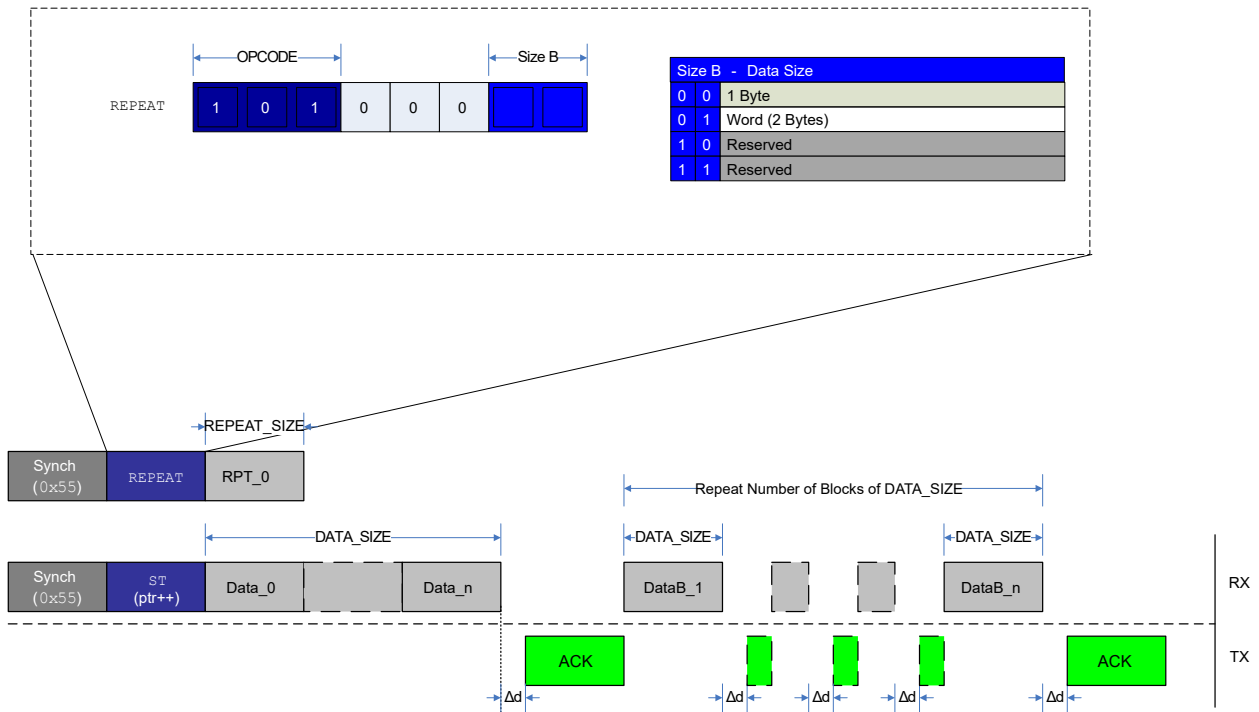 OPCODE
Size B
REPEAT
1 0 1 0 0 0
Size B - Data Size
0 0 1 Byte
0 1 Word (2 Bytes)
1 0 Reserved
1 1 Reserved
REPEAT_SIZE
Synch
(0x55)
REPEAT
RPT_0
Repeat Number of Blocks of DATA_SIZE
DATA_SIZE
DATA_SIZE
DATA_SIZE
Synch
(0x55)
ST
(ptr++)
Data_0
Data_n
DataB_1
DataB_n
RX
ACK
ACK
TX
Δd
Δd
Δd
Δd
Δd